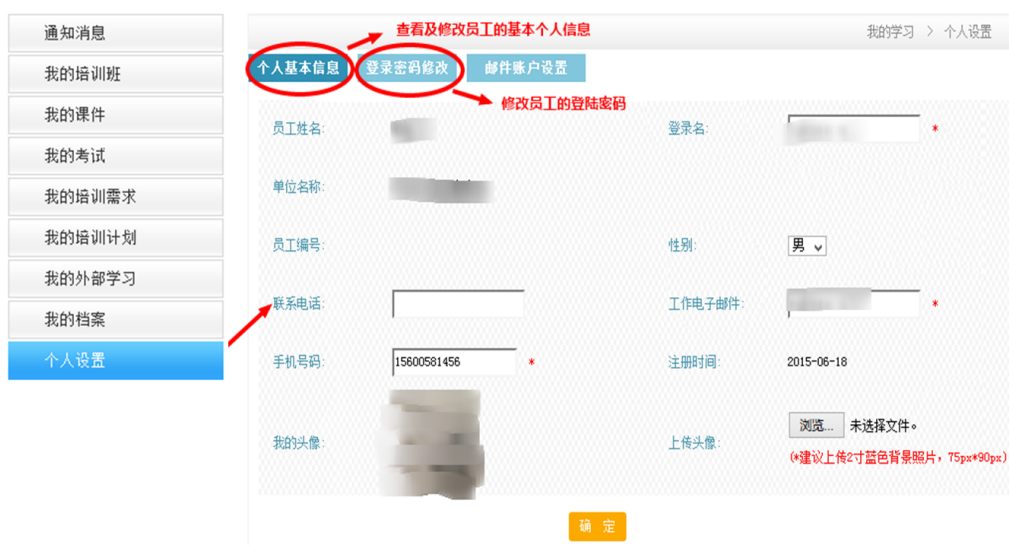 查看及修改员工的基本个人信息
通知消息
我的学习 > 个人设置
我的培训班
个人基本信息 登录密码修改 邮件账户设置
修改员工的登陆密码
我的课件
员工姓名:
登录名: *
我的考试
单位名称:
我的培训需求
我的培训计划
员工编号:
性别: 男
我的外部学习
联系电话:
工作电子邮件: *
我的档案
个人设置
手机号码: 15600581456 *
注册时间: 2015-06-18
我的头像:
上传头像: 浏览... 未选择文件。
(*建议上传2寸蓝色背景照片，75px*90px)
确 定